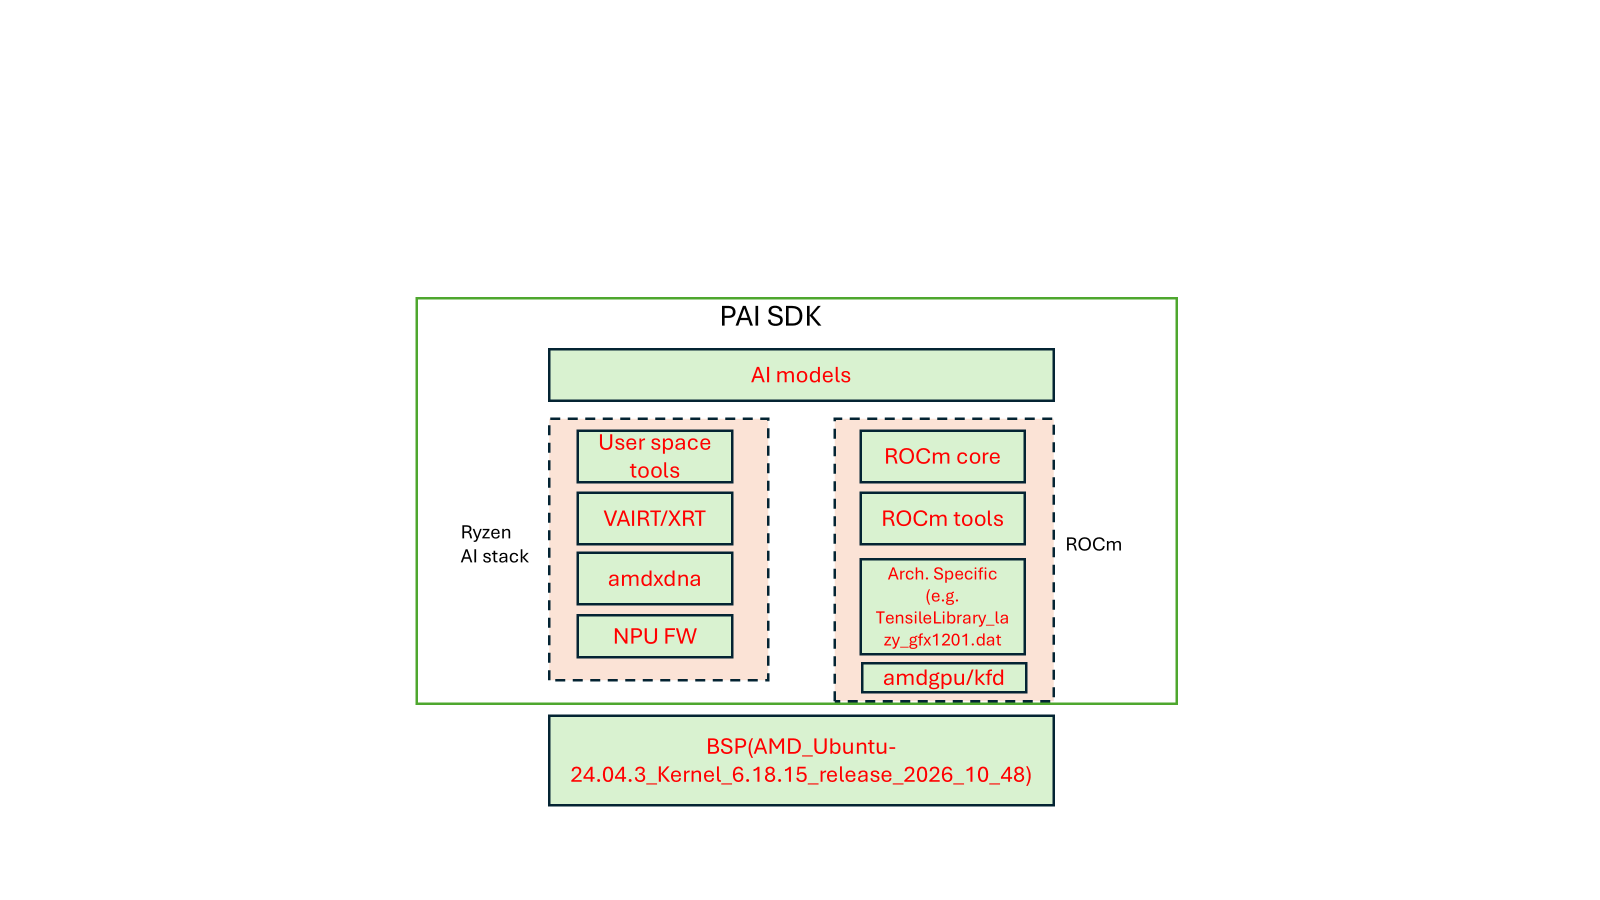 PAI SDK
AI models
User space
tools
VAIRT/XRT
amdxdna
NPU FW
Ryzen
AI stack
ROCm core
ROCm tools
Arch. Specific
(e.g.
TensileLibrary_la
zy_gfx1201.dat
amdgpu/kfd
ROCm
BSP(AMD_Ubuntu-
24.04.3_Kernel_6.18.15_release_2026_10_48)